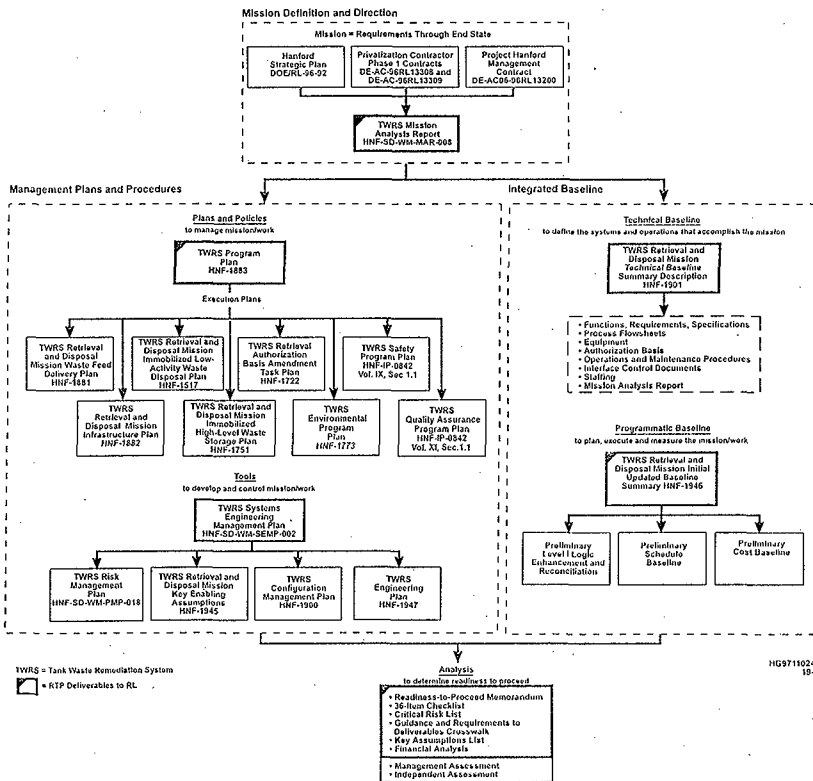 Mission Definition and Direction
Mission = Requirements Through End State
Hanford
Strategic Plan
DOE/RL-96-92
Privatization Contractor
Phase 1 Contracts
DE-AC-96RL13308 and
DE-AC-96RL13309
Project Hanford
Management
Contract
DE-AC06-96RL13200
TWRS Mission
Analysis Report
HNF-SD-WM-MAR-008
Management Plans and Procedures
Plans and Policies
to manage mission/work
TWRS Program
Plan
HNF-1883
Execution Plans
TWRS Retrieval
and Disposal
Mission Waste Feed
Delivery Plan
HNF-1881
TWRS Retrieval and
Disposal Mission
Immobilized Low-
Activity Waste
Disposal Plan
HNF-1517
TWRS Retrieval
Authorization
Basis Amendment
Task Plan
HNF-1722
TWRS Safety
Program Plan
HNF-IP-0842
Vol. IX, Sec 1.1
TWRS
Retrieval and
Disposal Mission
Infrastructure Plan
HNF-1882
TWRS Retrieval and
Disposal Mission
Immobilized
High-Level Waste
Storage Plan
HNF-1751
TWRS
Environmental
Program
Plan
HNF-1773
TWRS
Quality Assurance
Program Plan
HNF-IP-0842
Vol. XI, Sec.1.1
Tools
to develop and control mission/work
TWRS Systems
Engineering
Management Plan
HNF-SD-WM-SEMP-002
TWRS Risk
Management
Plan
HNF-SD-WM-PMP-018
TWRS Retrieval and
Disposal Mission
Key Enabling
Assumptions
HNF-1945
TWRS
Configuration
Management Plan
HNF-1900
TWRS
Engineering
Plan
HNF-1947
Integrated Baseline
Technical Baseline
to define the systems and operations that accomplish the mission
TWRS Retrieval and
Disposal Mission
Technical Baseline
Summary Description
HNF-1901
• Functions, Requirements, Specifications
• Process Flowsheets
• Equipment
• Authorization Basis
• Operations and Maintenance Procedures
• Interface Control Documents
• Staffing
• Mission Analysis Report
Programmatic Baseline
to plan, execute and measure the mission/work
TWRS Retrieval and
Disposal Mission Initial
Updated Baseline
Summary HNF-1946
Preliminary
Level I Logic
Enhancement and
Reconciliation
Preliminary
Schedule
Baseline
Preliminary
Cost Baseline
TWRS = Tank Waste Remediation System
= RTP Deliverables to RL
Analysis
to determine readiness to proceed
• Readiness-to-Proceed Memorandum
• 36-Item Checklist
• Critical Risk List
• Guidance and Requirements to
Deliverables Crosswalk
• Key Assumptions List
• Financial Analysis
• Management Assessment
• Independent Assessment
HG9711024